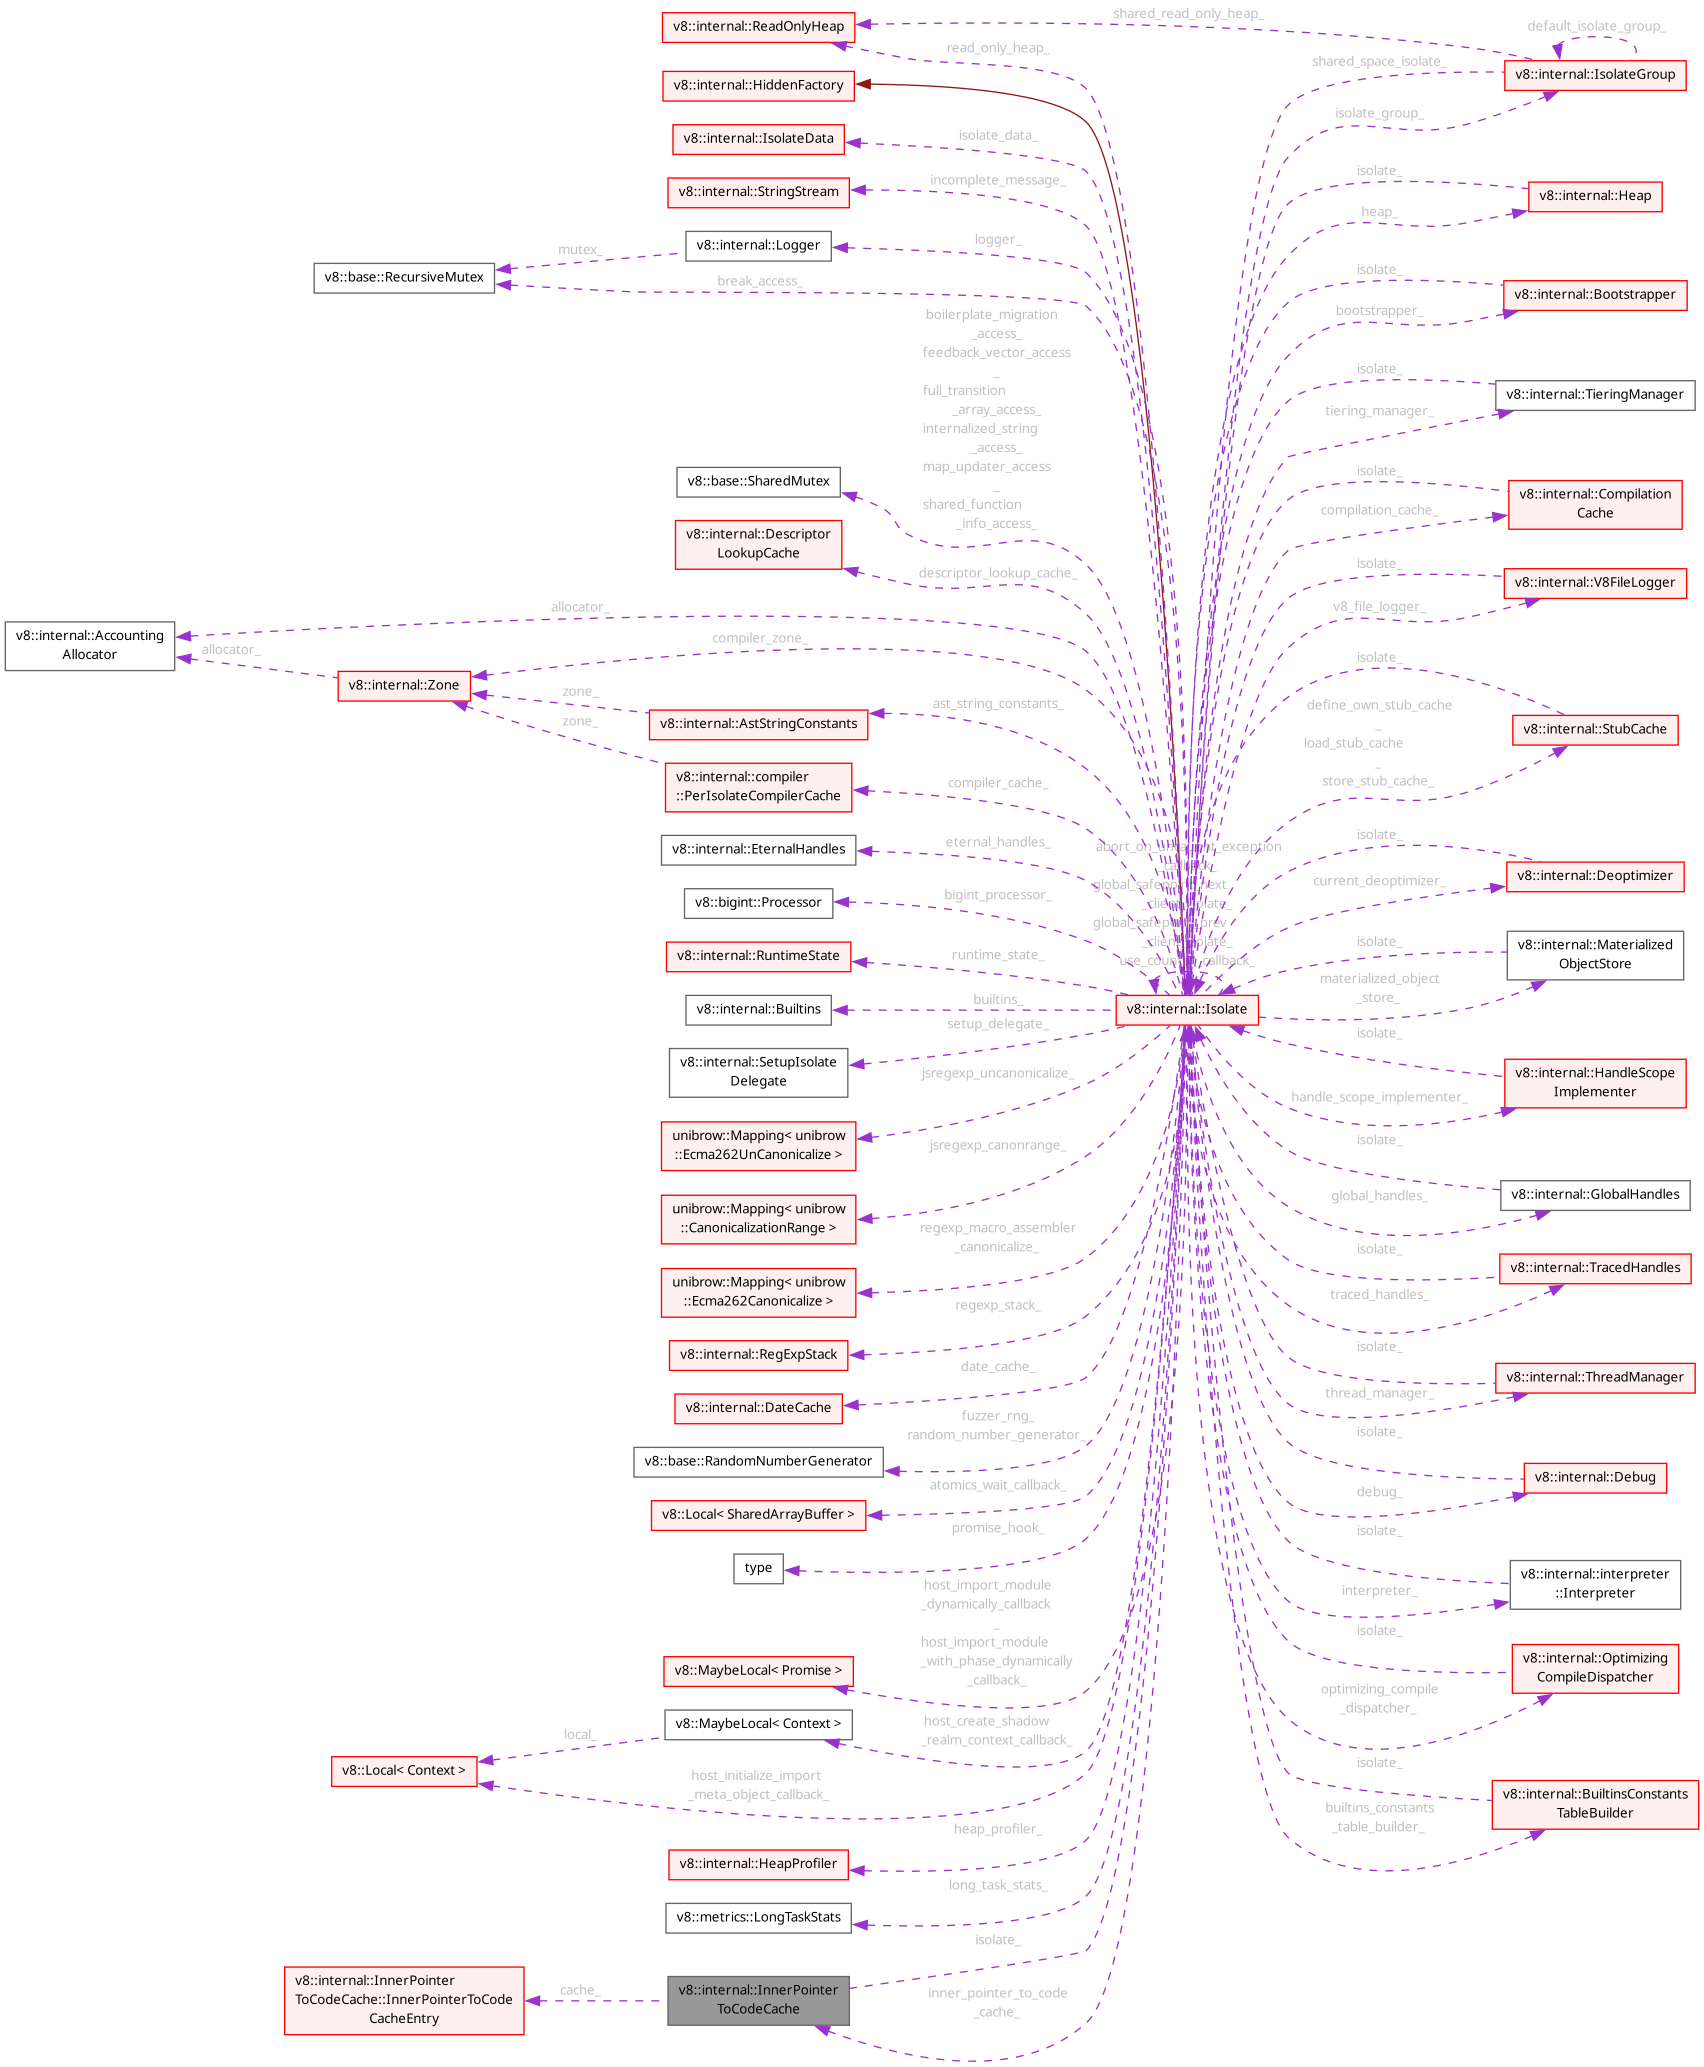 shared_read_only_heap_
default_isolate_group_
v8::internal::ReadOnlyHeap
read_only_heap_
shared_space_isolate_
v8::internal::IsolateGroup
v8::internal::HiddenFactory
isolate_group_
v8::internal::IsolateData
isolate_data_
v8::internal::StringStream
incomplete_message_
isolate_
v8::internal::Heap
heap_
v8::internal::Logger
logger_
mutex_
v8::base::RecursiveMutex
break_access_
isolate_
v8::internal::Bootstrapper
bootstrapper_
boilerplate_migration
_access_
feedback_vector_access
_
full_transition
_array_access_
internalized_string
_access_
map_updater_access
_
shared_function
_info_access_
isolate_
v8::internal::TieringManager
tiering_manager_
v8::base::SharedMutex
isolate_
v8::internal::Compilation
Cache
compilation_cache_
v8::internal::Descriptor
LookupCache
descriptor_lookup_cache_
isolate_
v8::internal::V8FileLogger
v8_file_logger_
allocator_
v8::internal::Accounting
Allocator
allocator_
compiler_zone_
v8::internal::Zone
zone_
zone_
v8::internal::AstStringConstants
ast_string_constants_
isolate_
define_own_stub_cache
_
load_stub_cache
_
store_stub_cache_
v8::internal::StubCache
v8::internal::compiler
::PerIsolateCompilerCache
compiler_cache_
v8::internal::EternalHandles
eternal_handles_
isolate_
v8::internal::Deoptimizer
current_deoptimizer_
v8::bigint::Processor
bigint_processor_
v8::internal::RuntimeState
runtime_state_
isolate_
v8::internal::Materialized
ObjectStore
materialized_object
_store_
v8::internal::Builtins
builtins_
v8::internal::Isolate
setup_delegate_
v8::internal::SetupIsolate
Delegate
isolate_
v8::internal::HandleScope
Implementer
handle_scope_implementer_
jsregexp_uncanonicalize_
unibrow::Mapping< unibrow
::Ecma262UnCanonicalize >
isolate_
v8::internal::GlobalHandles
global_handles_
jsregexp_canonrange_
unibrow::Mapping< unibrow
::CanonicalizationRange >
regexp_macro_assembler
_canonicalize_
unibrow::Mapping< unibrow
::Ecma262Canonicalize >
isolate_
v8::internal::TracedHandles
traced_handles_
regexp_stack_
v8::internal::RegExpStack
isolate_
v8::internal::ThreadManager
thread_manager_
date_cache_
v8::internal::DateCache
fuzzer_rng_
random_number_generator_
v8::base::RandomNumberGenerator
isolate_
v8::internal::Debug
debug_
atomics_wait_callback_
v8::Local< SharedArrayBuffer >
promise_hook_
type
isolate_
v8::internal::interpreter
::Interpreter
interpreter_
host_import_module
_dynamically_callback
_
host_import_module
_with_phase_dynamically
_callback_
v8::MaybeLocal< Promise >
isolate_
v8::internal::Optimizing
CompileDispatcher
optimizing_compile
_dispatcher_
v8::MaybeLocal< Context >
host_create_shadow
_realm_context_callback_
local_
v8::Local< Context >
host_initialize_import
_meta_object_callback_
isolate_
v8::internal::BuiltinsConstants
TableBuilder
builtins_constants
_table_builder_
heap_profiler_
v8::internal::HeapProfiler
long_task_stats_
v8::metrics::LongTaskStats
isolate_
v8::internal::InnerPointer
ToCodeCache::InnerPointerToCode
CacheEntry
cache_
v8::internal::InnerPointer
ToCodeCache
inner_pointer_to_code
_cache_